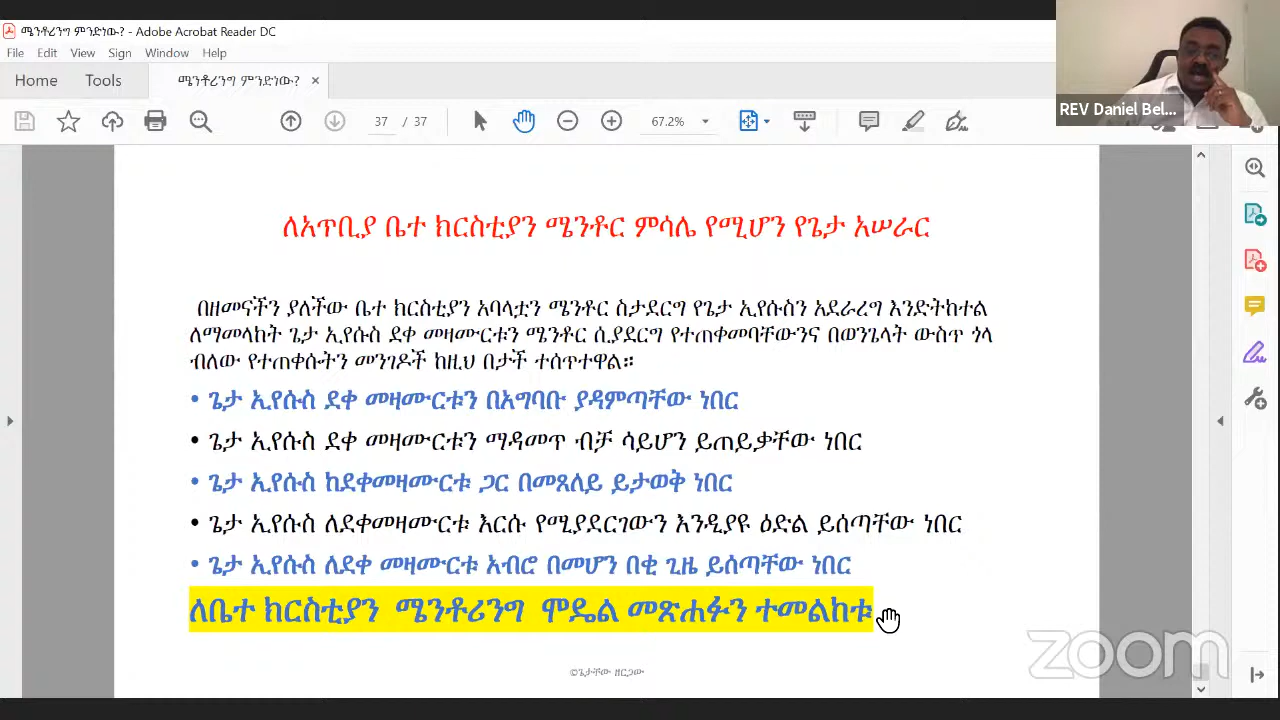 ሜንቶሪንግ ምንድነው? - Adobe Acrobat Reader DC
File Edit View Sign Window Help
Home Tools ሜንቶሪንግ ምንድነው? ×
37 / 37 67.2%
REV Daniel Bel...
ለአጥቢያ ቤተ ክርስቲያን ሜንቶር ምሳሌ የሚሆን የጌታ አሠራር
በዘመናችን ያለችው ቤተ ክርስቲያን አባላቷን ሜንቶር ስታደርግ የጌታ ኢየሱስን አደራረግ እንድትከተል
ለማመላከት ጌታ ኢየሱስ ደቀ መዛሙርቱን ሜንቶር ሲያደርግ የተጠቀመባቸውንና በወንጌላት ውስጥ ጎላ
ብለው የተጠቀሱትን መንገዶች ከዚህ በታች ተሰጥተዋል።
• ጌታ ኢየሱስ ደቀ መዛሙርቱን በአግባቡ ያዳምጣቸው ነበር
• ጌታ ኢየሱስ ደቀ መዛሙርቱን ማዳመጥ ብቻ ሳይሆን ይጠይቃቸው ነበር
• ጌታ ኢየሱስ ከደቀመዛሙርቱ ጋር በመጸለይ ይታወቅ ነበር
• ጌታ ኢየሱስ ለደቀመዛሙርቱ እርሱ የሚያደርገውን እንዲያዩ ዕድል ይሰጣቸው ነበር
• ጌታ ኢየሱስ ለደቀ መዛሙርቱ አብሮ በመሆን በቂ ጊዜ ይሰጣቸው ነበር
ለቤተ ክርስቲያን ሜንቶሪንግ ሞዴል መጽሐፉን ተመልከቱ
zoom
©ጌታቸው ዘርጋው